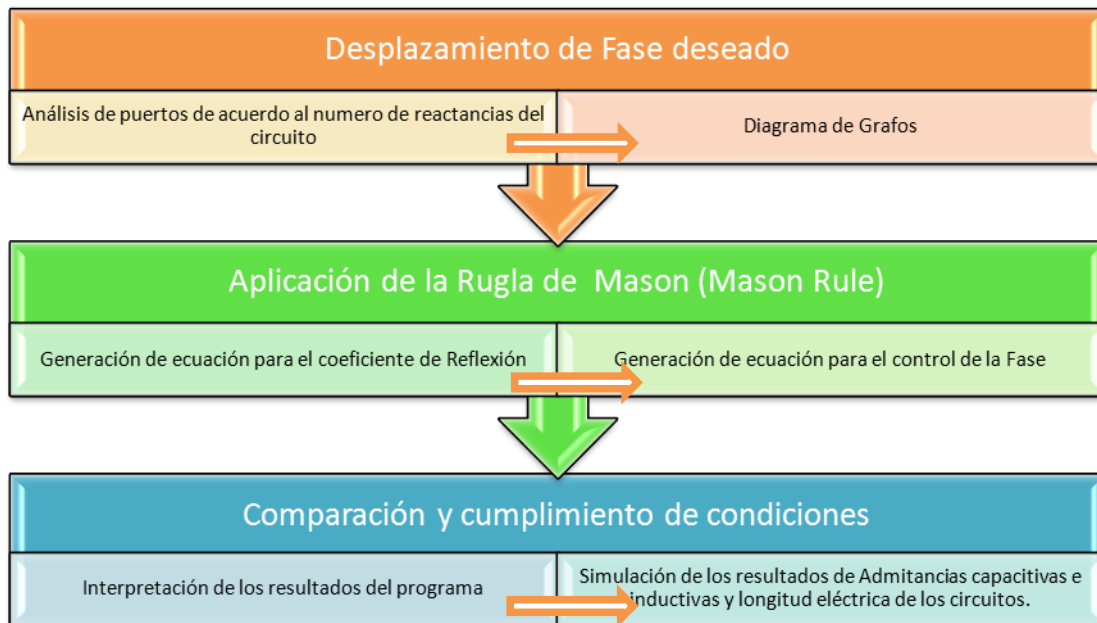 Desplazamiento de Fase deseado
Análisis de puertos de acuerdo al numero de reactancias del
circuito
Diagrama de Grafos
Aplicación de la Rugla de Mason (Mason Rule)
Generación de ecuación para el coeficiente de Reflexión
Generación de ecuación para el control de la Fase
Comparación y cumplimiento de condiciones
Interpretación de los resultados del programa
Simulación de los resultados de Admitancias capacitivas e
inductivas y longitud eléctrica de los circuitos.